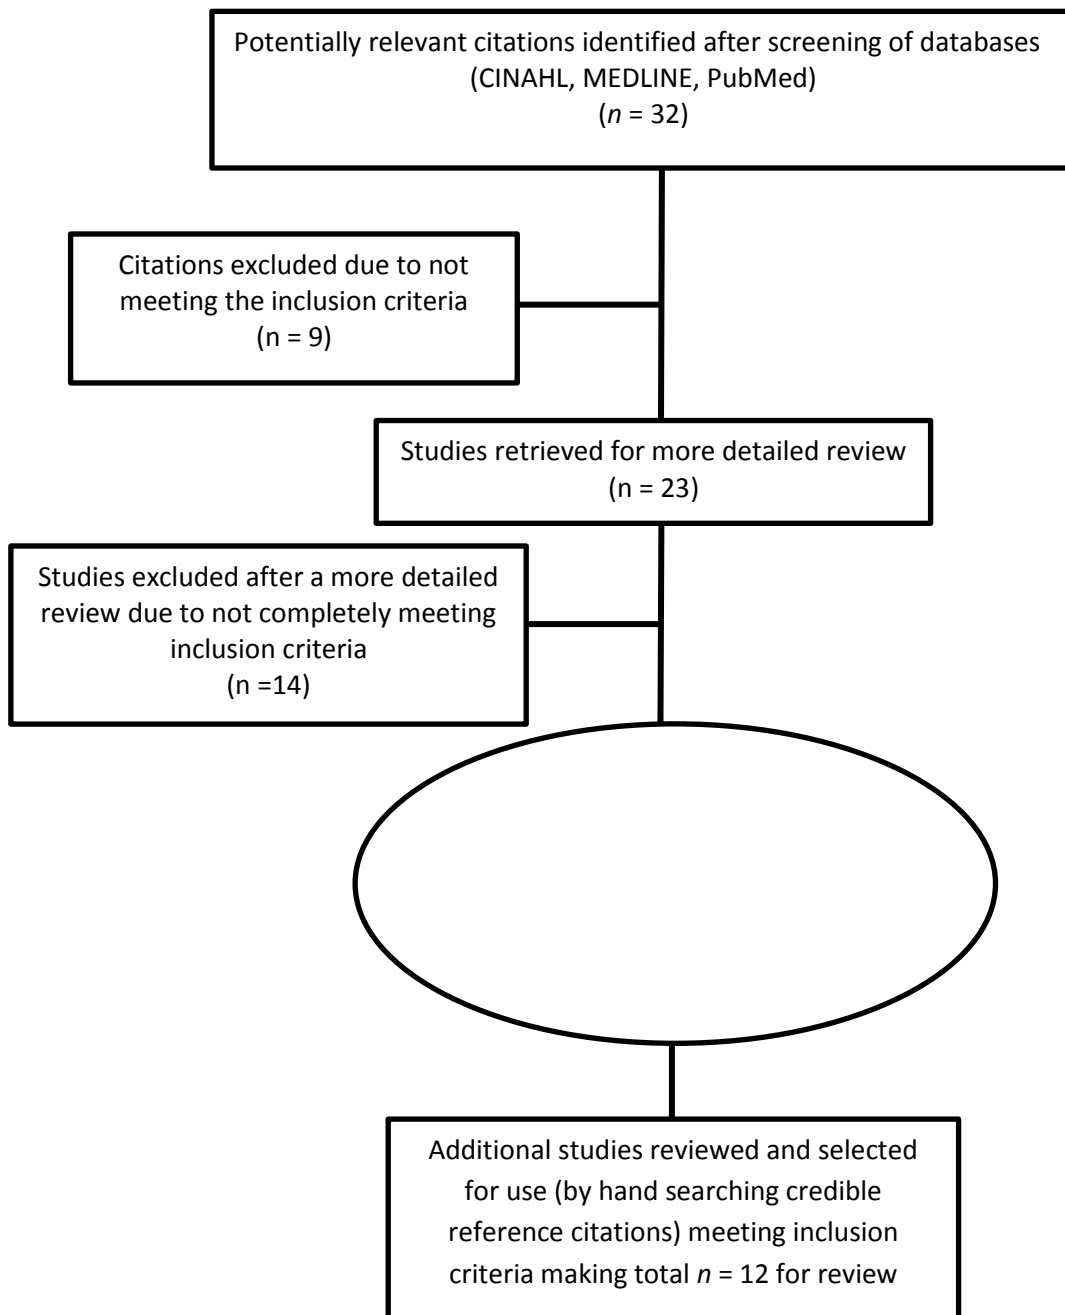 Potentially relevant citations identified after screening of databases
(CINAHL, MEDLINE, PubMed)
(n = 32)
Citations excluded due to not
meeting the inclusion criteria
(n = 9)
Studies retrieved for more detailed review
(n = 23)
Studies excluded after a more detailed
review due to not completely meeting
inclusion criteria
(n =14)
Additional studies reviewed and selected
for use (by hand searching credible
reference citations) meeting inclusion
criteria making total n = 12 for review